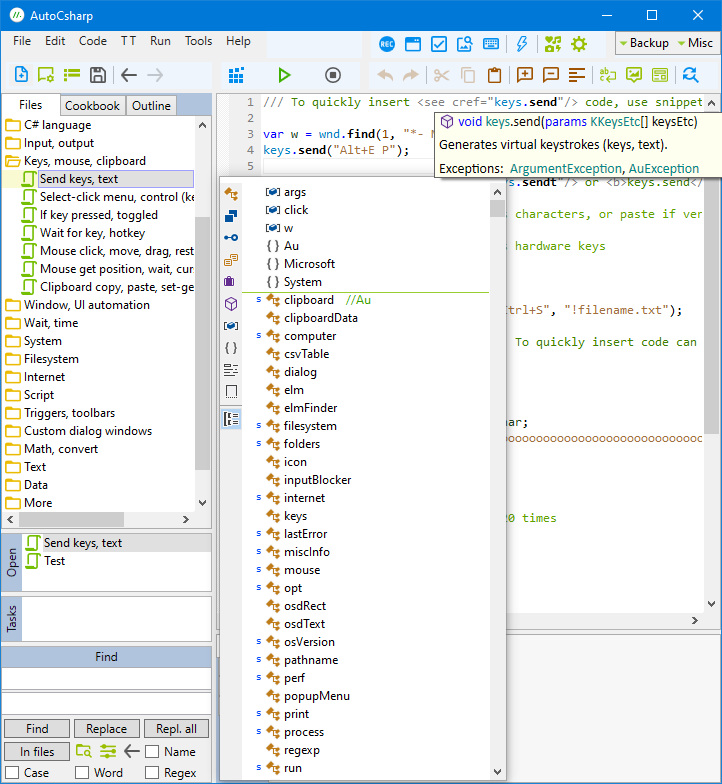 AutoCsharp
File Edit Code T T Run Tools Help
REC
Backup Misc
Files Cookbook Outline
C# language
Input, output
Keys, mouse, clipboard
Send keys, text
Select-click menu, control (ke
If key pressed, toggled
Wait for key, hotkey
Mouse click, move, drag, rest
Mouse get position, wait, cur
Clipboard copy, paste, set-ge
Window, UI automation
Wait, time
System
Filesystem
Internet
Script
Triggers, toolbars
Custom dialog windows
Math, convert
Text
Data
More
Open
Send keys, text
Test
Tasks
Find
Find Replace Repl. all
In files Name
Case Word Regex
1 /// To quickly insert <see cref="keys.send"/> code, use snippet
2
3 var w = wnd.find(1, "*- N
4 keys.send("Alt+E P");
5
void keys.send(params KKeysEtc[] keysEtc)
Generates virtual keystrokes (keys, text).
Exceptions: ArgumentException, AuException
.sendt"/> or <b>keys.send</
characters, or paste if ver
s hardware keys
Ctrl+S", "!filename.txt");
To quickly insert code can
ar;
20 times
args
click
w
{ } Au
{ } Microsoft
{ } System
s clipboard //Au
clipboardData
s computer
csvTable
dialog
elm
elmFinder
s filesystem
s folders
icon
inputBlocker
s internet
keys
s lastError
s miscInfo
s mouse
s opt
osdRect
osdText
s osVersion
s pathname
s perf
popupMenu
s print
s process
regexp
s run